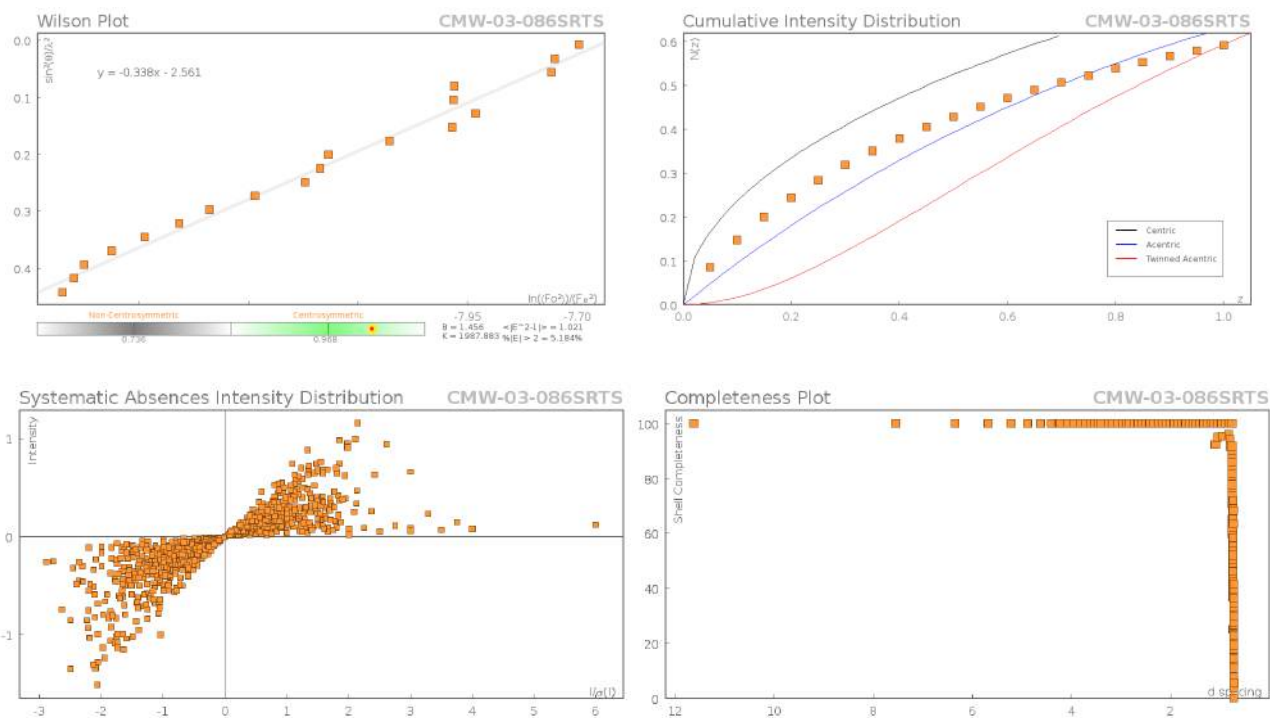 Wilson Plot CMW-03-086SRTS
sin²(θ)/λ²
y = -0.338x - 2.561
0.0
0.1
0.2
0.3
0.4
ln(⟨Fo²⟩)/(Fₑ²)
-7.95 -7.70
Non-Centrosymmetric Centrosymmetric
0.736 0.968
B = 1.456 <|E^2-1|> = 1.021
K = 1987.883 %|E| > 2 = 5.184%
Cumulative Intensity Distribution CMW-03-086SRTS
N(z)
0.6
0.5
0.4
0.3
0.2
0.1
0.0
Centric
Acentric
Twinned Acentric
z
0.0 0.2 0.4 0.6 0.8 1.0
Systematic Absences Intensity Distribution CMW-03-086SRTS
Intensity
1
0
-1
I/σ(I)
-3 -2 -1 0 1 2 3 4 5 6
Completeness Plot CMW-03-086SRTS
Shell Completeness
100
80
60
40
20
0
d spacing
12 10 8 6 4 2